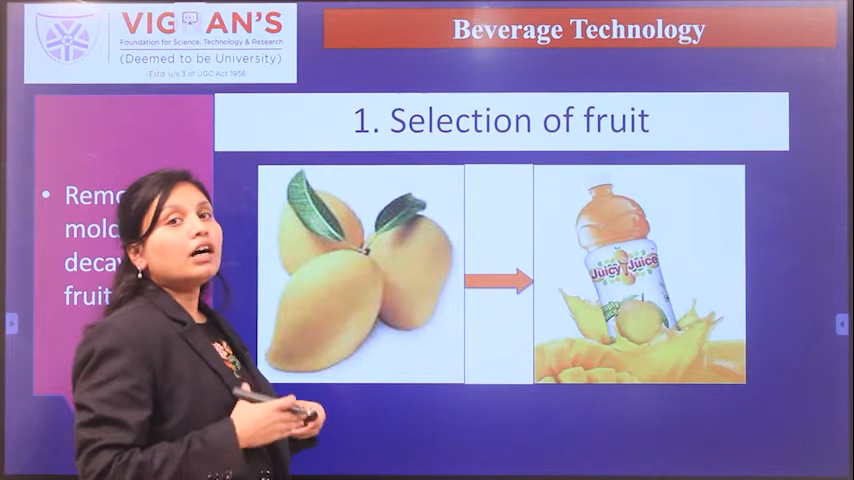 VIGNAN'S
Foundation for Science, Technology & Research
(Deemed to be University)
-Estd u/s 3 of UGC Act 1956
Beverage Technology
1. Selection of fruit
• Remo
mold
decay
fruit
Juicy Juice